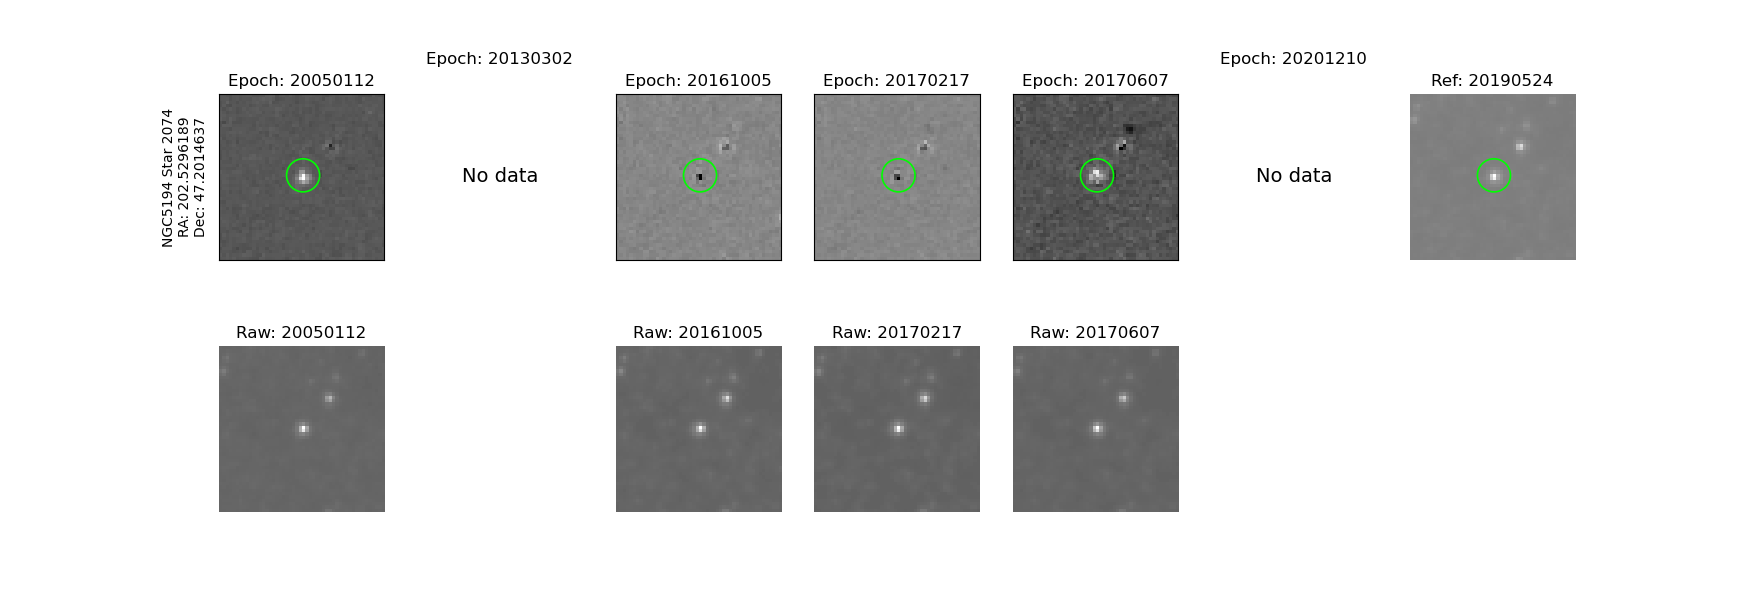 Epoch: 20130302
Epoch: 20201210
Epoch: 20050112
Epoch: 20161005
Epoch: 20170217
Epoch: 20170607
Ref: 20190524
NGC5194 Star 2074
RA: 202.5296189
Dec: 47.2014637
No data
No data
Raw: 20050112
Raw: 20161005
Raw: 20170217
Raw: 20170607